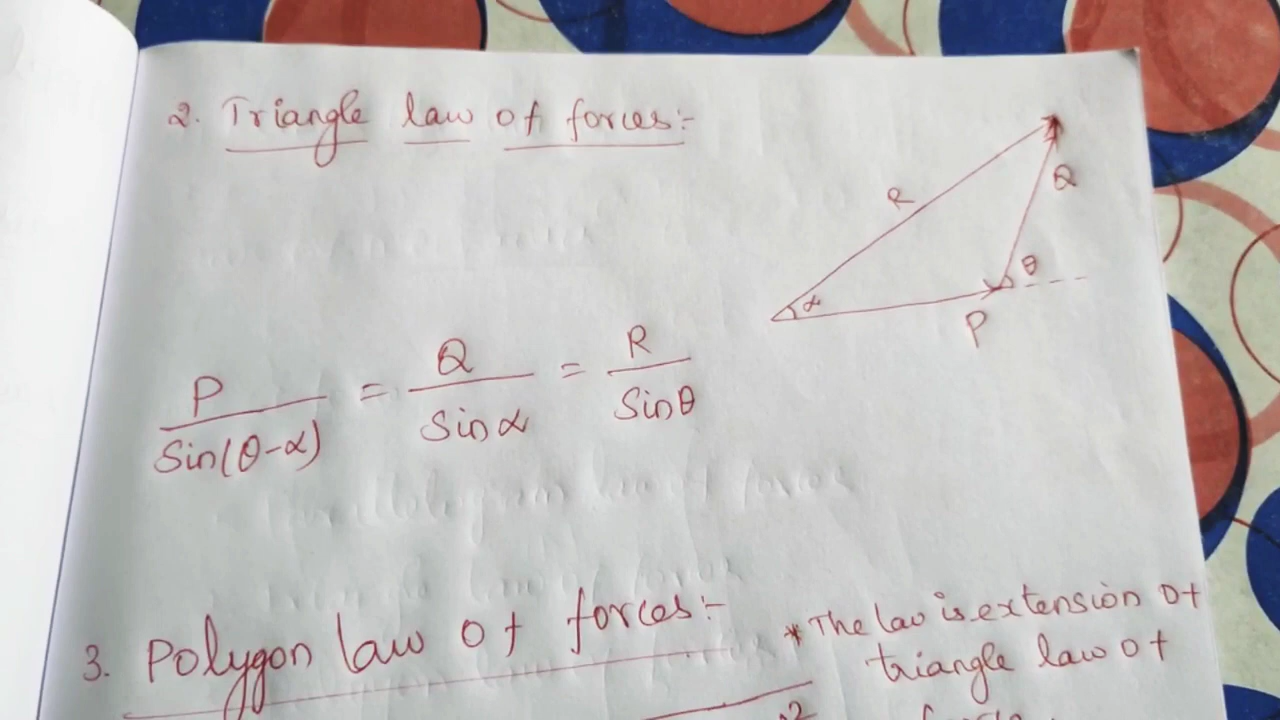 2. Triangle law of forces:-
R
Q
α
θ
P
P/Sin(θ-α) = Q/Sinα = R/Sinθ
3. Polygon law of forces:-
* The law is extension of
triangle law of
2